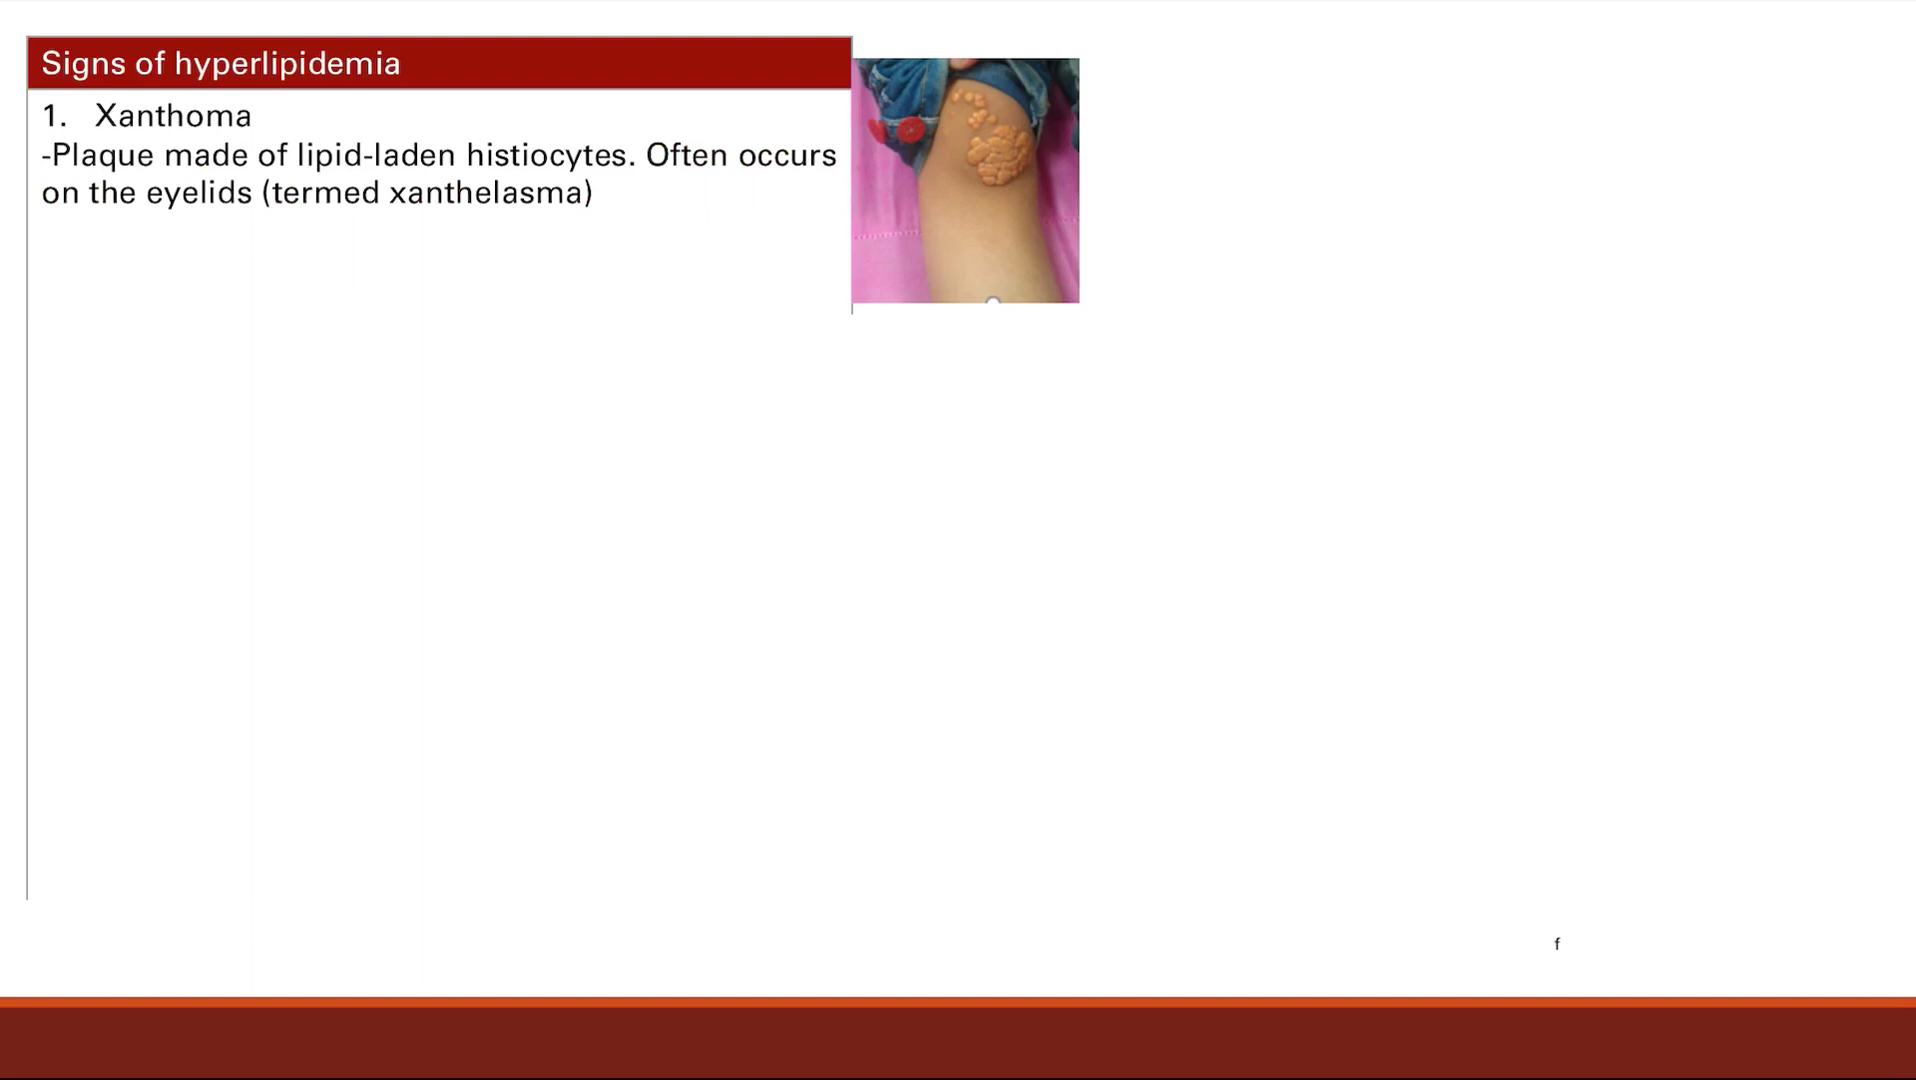 Signs of hyperlipidemia
1. Xanthoma
-Plaque made of lipid-laden histiocytes. Often occurs
on the eyelids (termed xanthelasma)
f